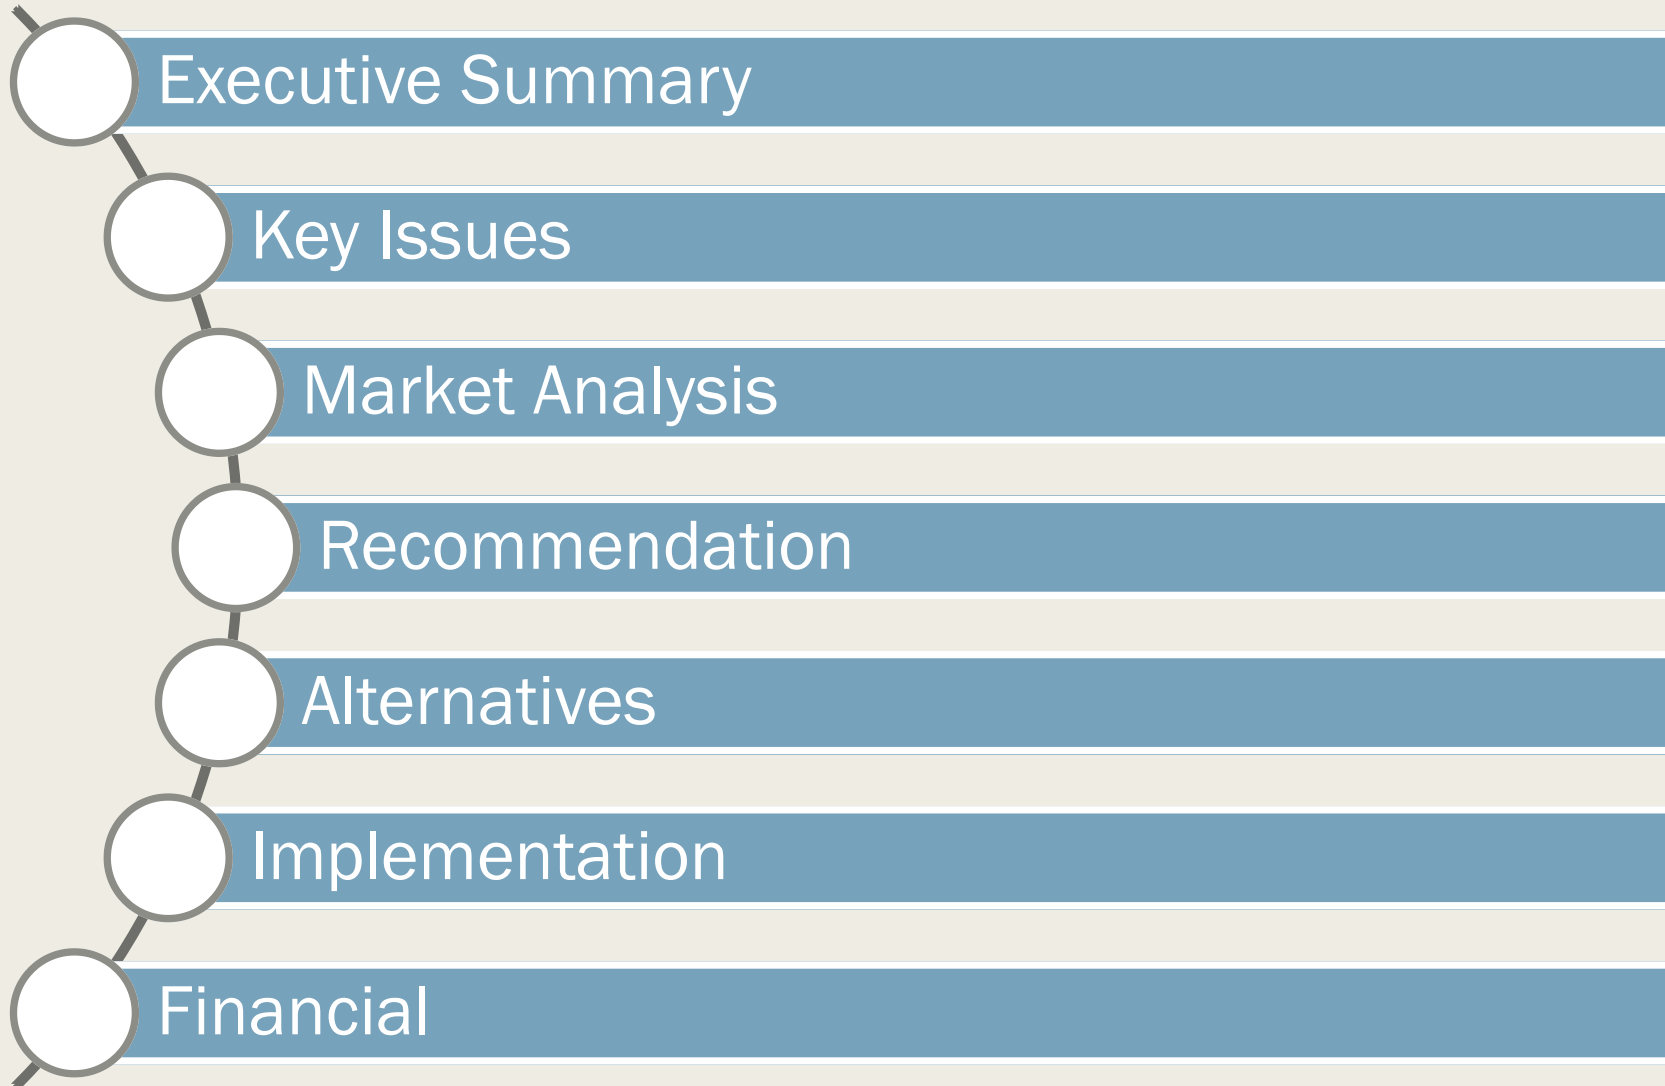 Executive Summary
Key Issues
Market Analysis
Recommendation
Alternatives
Implementation
Financial